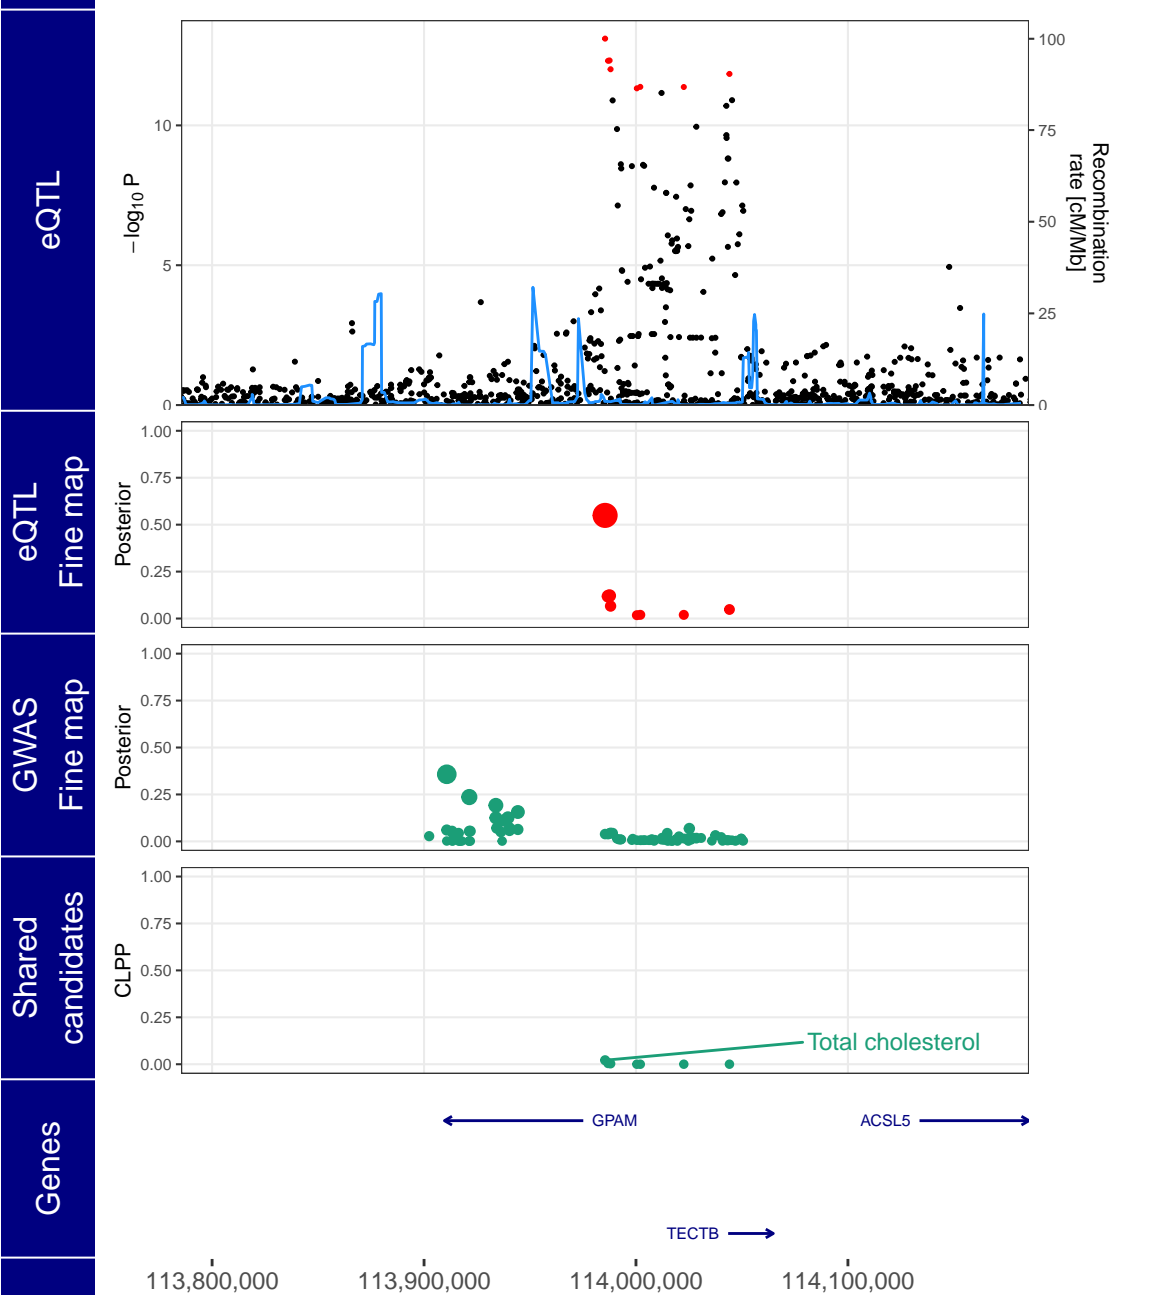 eQTL
−log10 P
10
5
0
100
75
50
25
0
Recombination
rate [cM/Mb]
eQTL
Fine map
Posterior
1.00
0.75
0.50
0.25
0.00
GWAS
Fine map
Posterior
1.00
0.75
0.50
0.25
0.00
Shared
candidates
CLPP
1.00
0.75
0.50
0.25
0.00
Total cholesterol
Genes
GPAM
ACSL5
TECTB
113,800,000 113,900,000 114,000,000 114,100,000